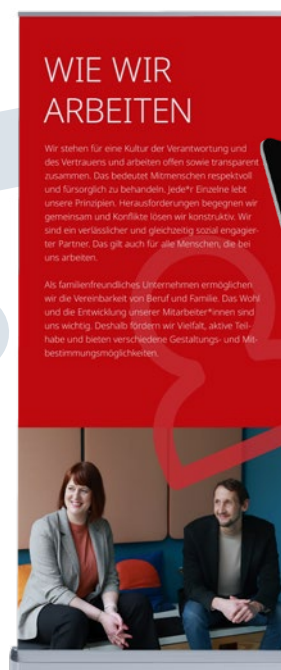 WIE WIR
ARBEITEN
Wir stehen für eine Kultur der Verantwortung und
des Vertrauens und arbeiten offen sowie transparent
zusammen. Das bedeutet Mitmenschen respektvoll
und fürsorglich zu behandeln. Jede*r Einzelne lebt
unsere Prinzipien. Herausforderungen begegnen wir
gemeinsam und Konflikte lösen wir konstruktiv. Wir
sind ein verlässlicher und gleichzeitig sozial engagier-
ter Partner. Das gilt auch für alle Menschen, die bei
uns arbeiten.
Als familienfreundliches Unternehmen ermöglichen
wir die Vereinbarkeit von Beruf und Familie. Das Wohl
und die Entwicklung unserer Mitarbeiter*innen sind
uns wichtig. Deshalb fördern wir Vielfalt, aktive Teil-
habe und bieten verschiedene Gestaltungs- und Mit-
bestimmungsmöglichkeiten.